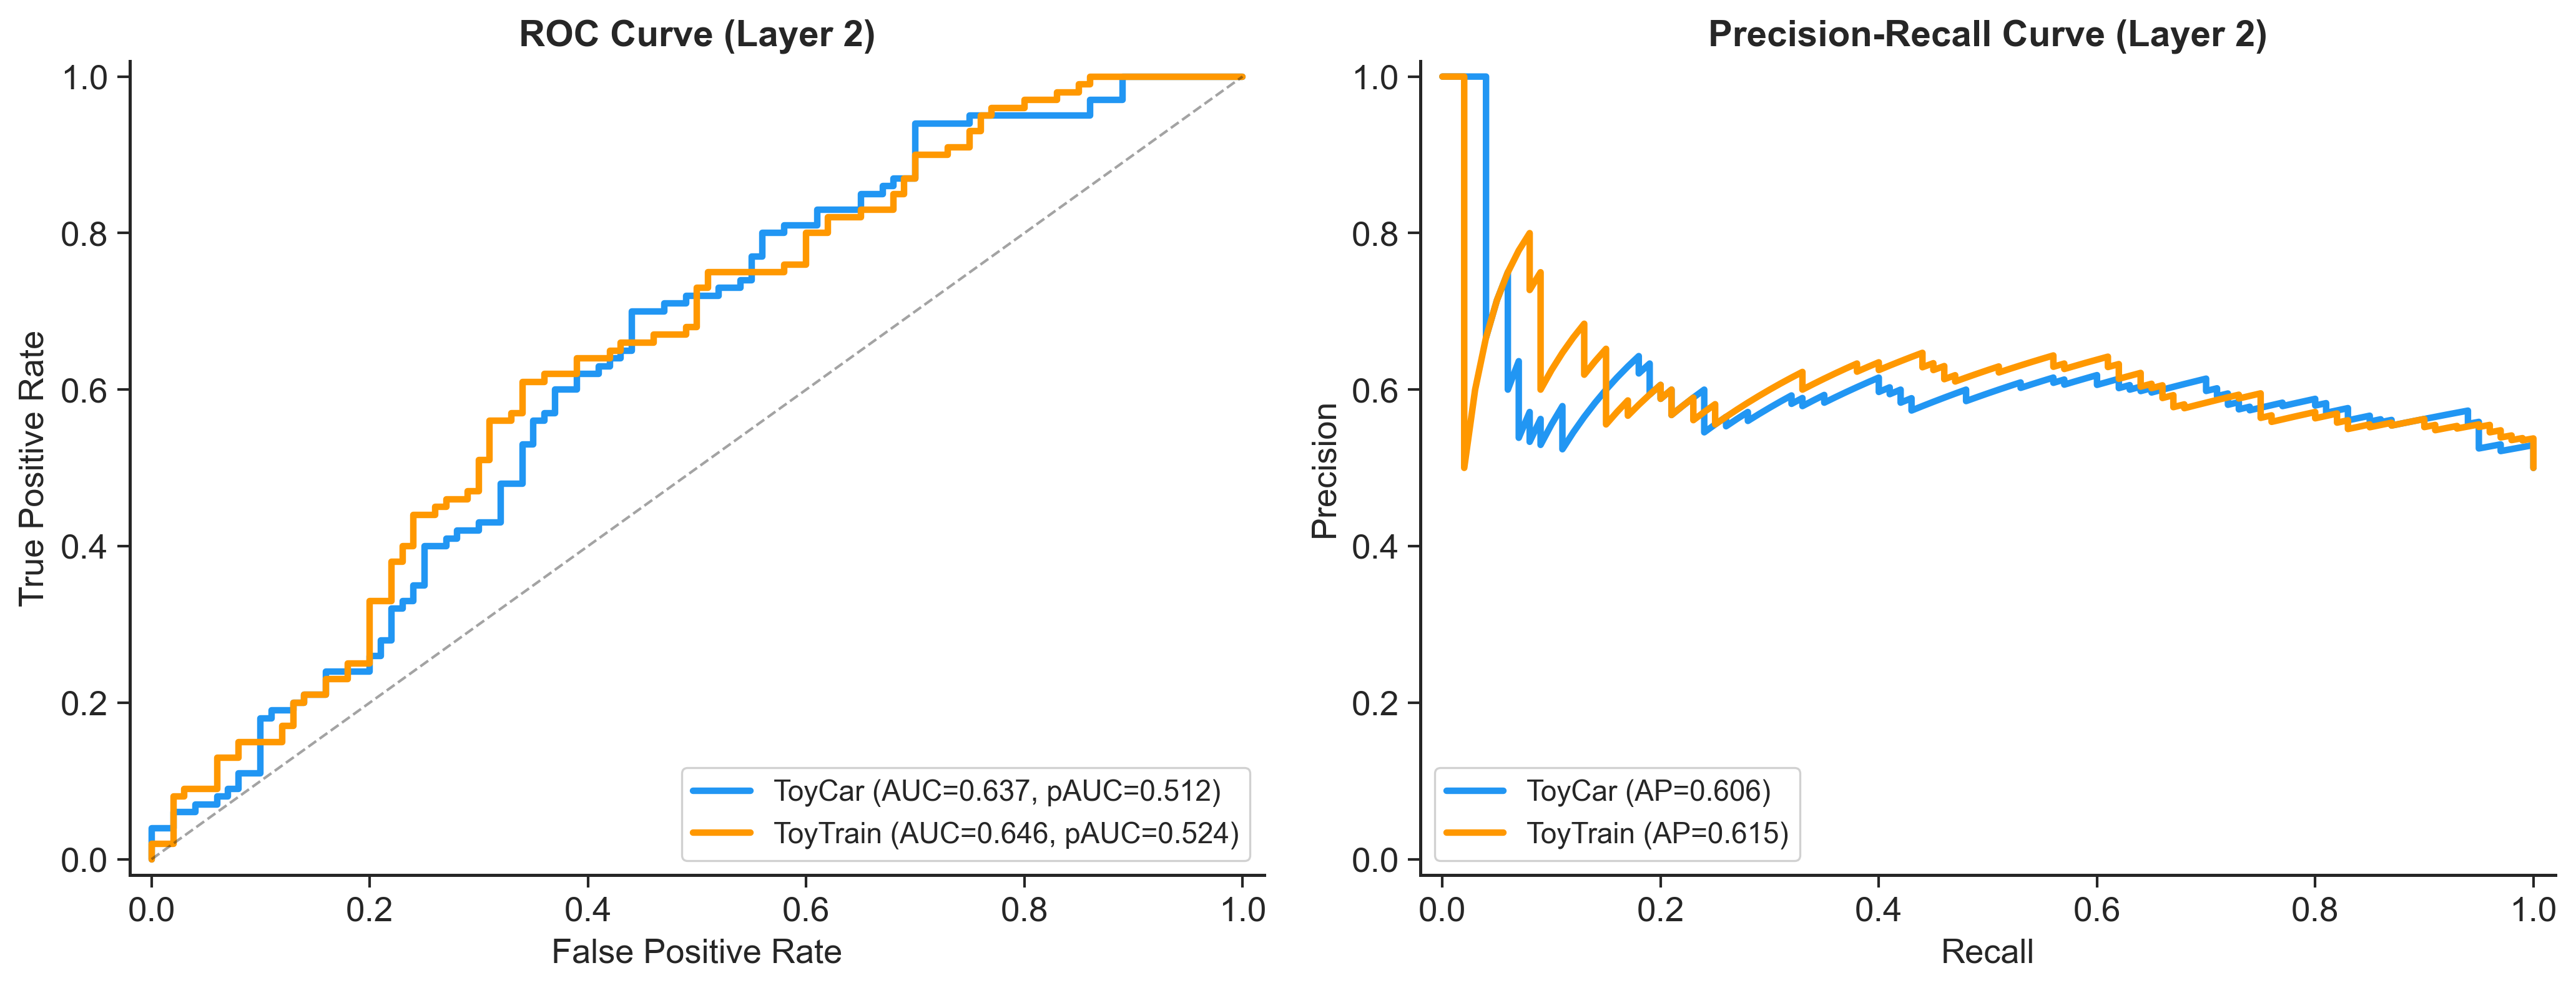 ROC Curve (Layer 2)
True Positive Rate
1.0
0.8
0.6
0.4
0.2
0.0
0.0 0.2 0.4 0.6 0.8 1.0
False Positive Rate
ToyCar (AUC=0.637, pAUC=0.512)
ToyTrain (AUC=0.646, pAUC=0.524)
Precision-Recall Curve (Layer 2)
Precision
1.0
0.8
0.6
0.4
0.2
0.0
0.0 0.2 0.4 0.6 0.8 1.0
Recall
ToyCar (AP=0.606)
ToyTrain (AP=0.615)